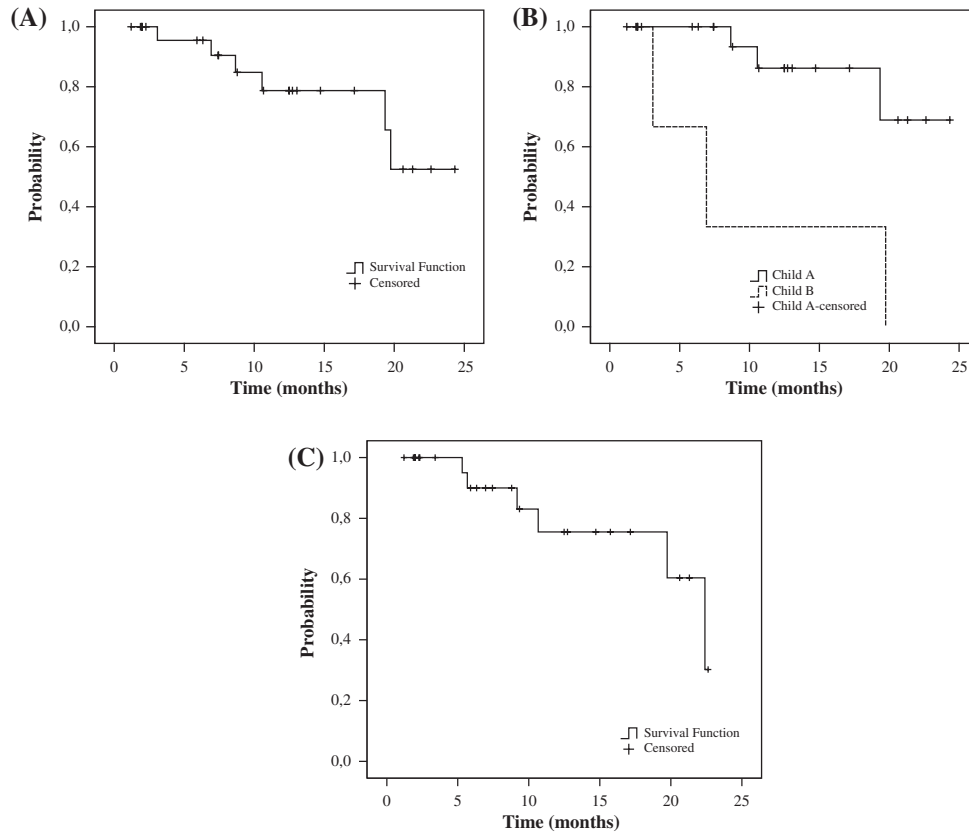 (A)
1,0
0,8
0,6
0,4
0,2
0,0
Probability
Survival Function
Censored
0 5 10 15 20 25
Time (months)
(B)
1,0
0,8
0,6
0,4
0,2
0,0
Probability
Child A
Child B
Child A-censored
0 5 10 15 20 25
Time (months)
(C)
1,0
0,8
0,6
0,4
0,2
0,0
Probability
Survival Function
Censored
0 5 10 15 20 25
Time (months)